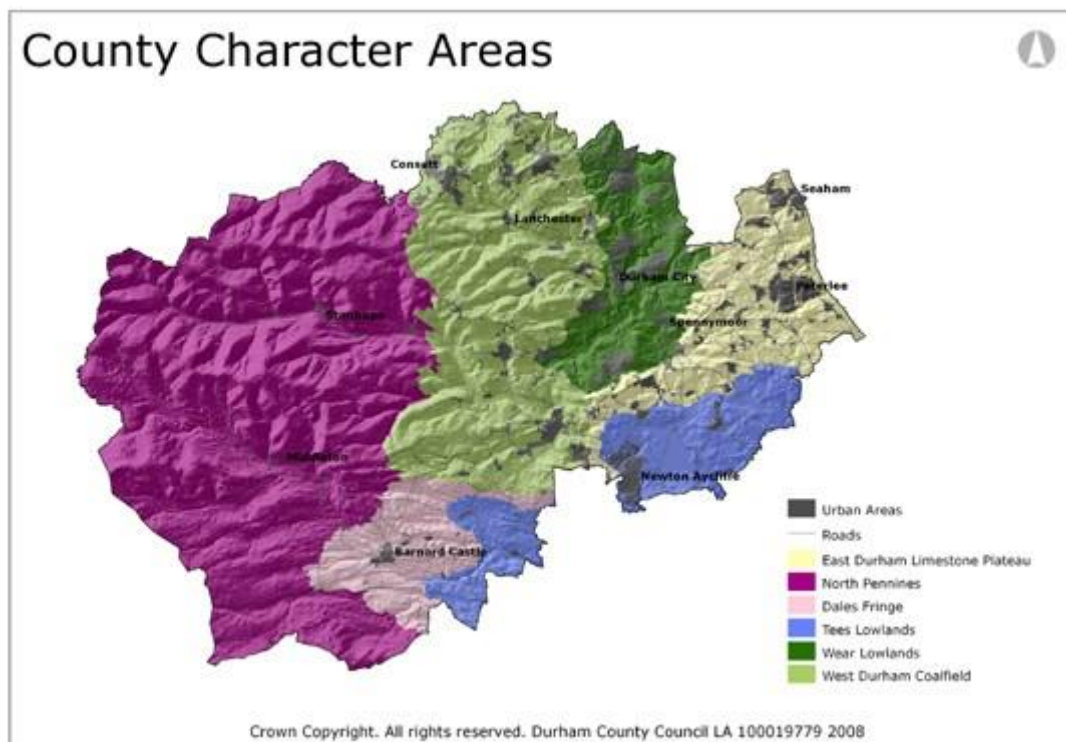 County Character Areas
Consett
Seaham
Lanchester
Durham City
Peterlee
Stanhope
Spennymoor
Middleton
Newton Aycliffe
Barnard Castle
Urban Areas
Roads
East Durham Limestone Plateau
North Pennines
Dales Fringe
Tees Lowlands
Wear Lowlands
West Durham Coalfield
Crown Copyright. All rights reserved. Durham County Council LA 100019779 2008